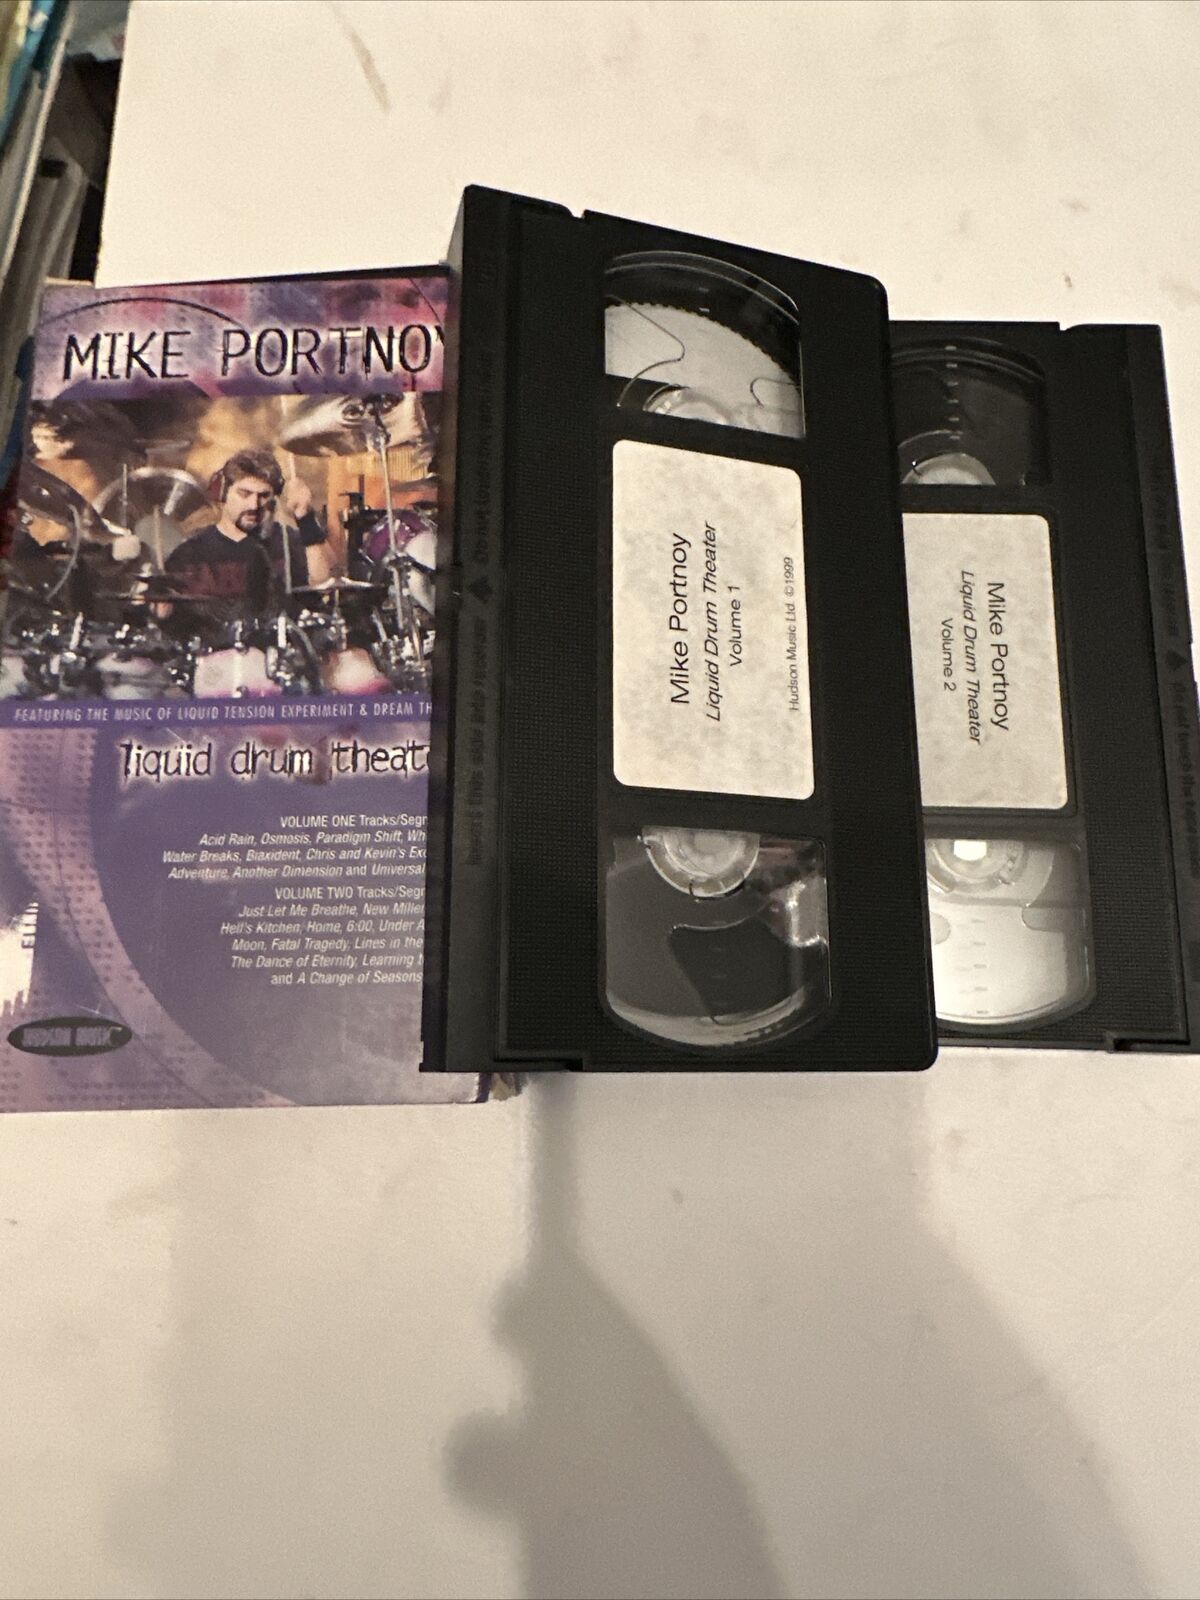 MIKE PORTNOY
FEATURING THE MUSIC OF LIQUID TENSION EXPERIMENT & DREAM TH
liquid drum theate
VOLUME ONE Tracks/Segm
Acid Rain, Osmosis, Paradigm Shift, Wh
Water Breaks, Biaxident, Chris and Kevin's Exc
Adventure, Another Dimension and Universal
VOLUME TWO Tracks/Segm
Just Let Me Breathe, New Millen
Hell's Kitchen, Home, 6:00, Under A
Moon, Fatal Tragedy, Lines in the
The Dance of Eternity, Learning t
and A Change of Seasons
HUDSON MUSIC
Mike Portnoy
Liquid Drum Theater
Volume 1
Hudson Music Ltd. ©1999
Mike Portnoy
Liquid Drum Theater
Volume 2